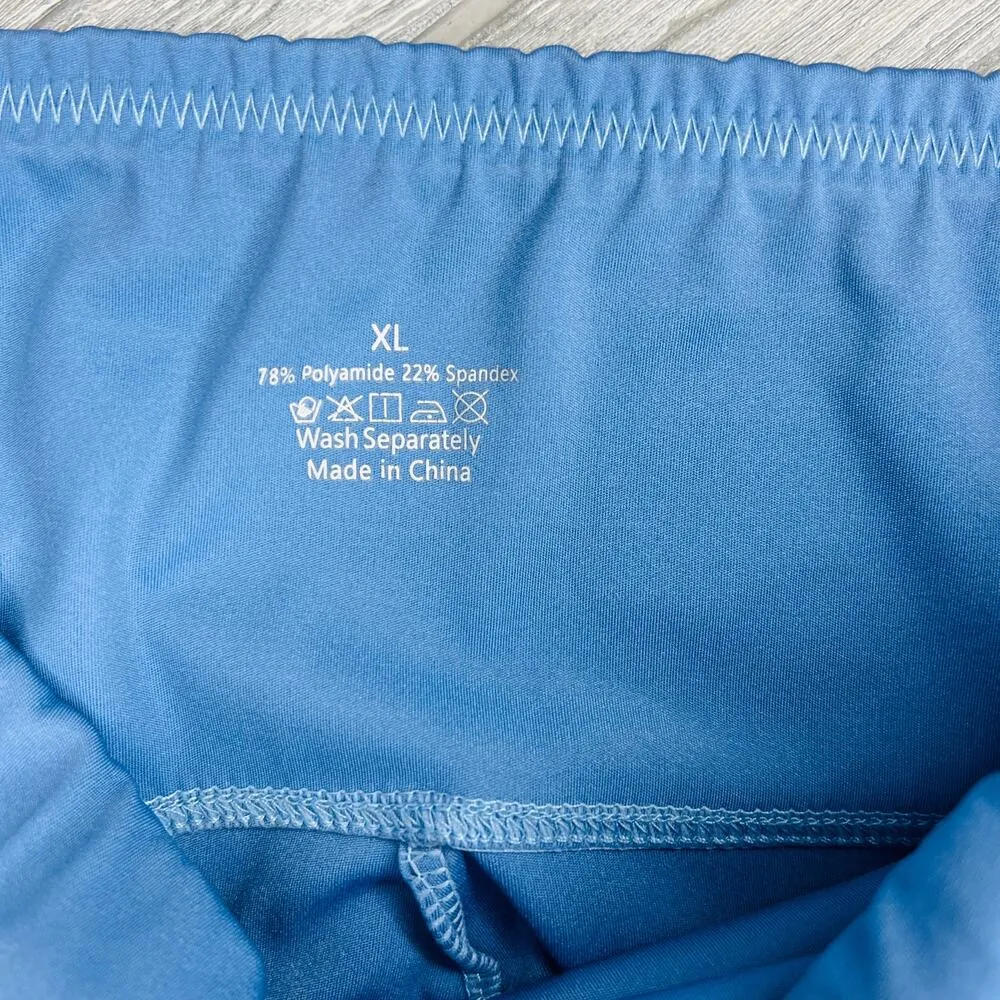 XL
78% Polyamide 22% Spandex
Wash Separately
Made in China